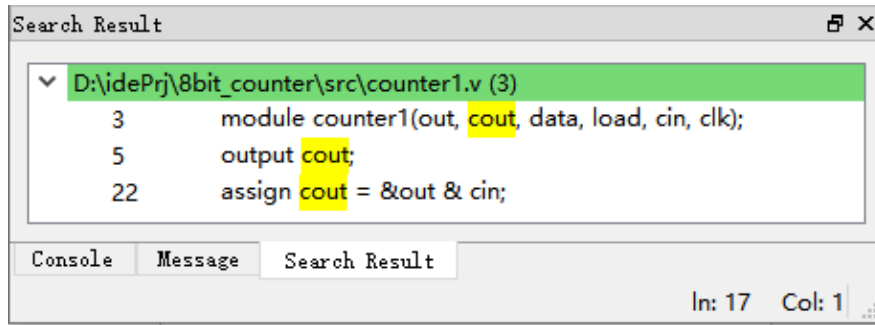 Search Result
D:\idePrj\8bit_counter\src\counter1.v (3)
3 module counter1(out, cout, data, load, cin, clk);
5 output cout;
22 assign cout = &out & cin;
Console Message Search Result
ln: 17 Col: 1